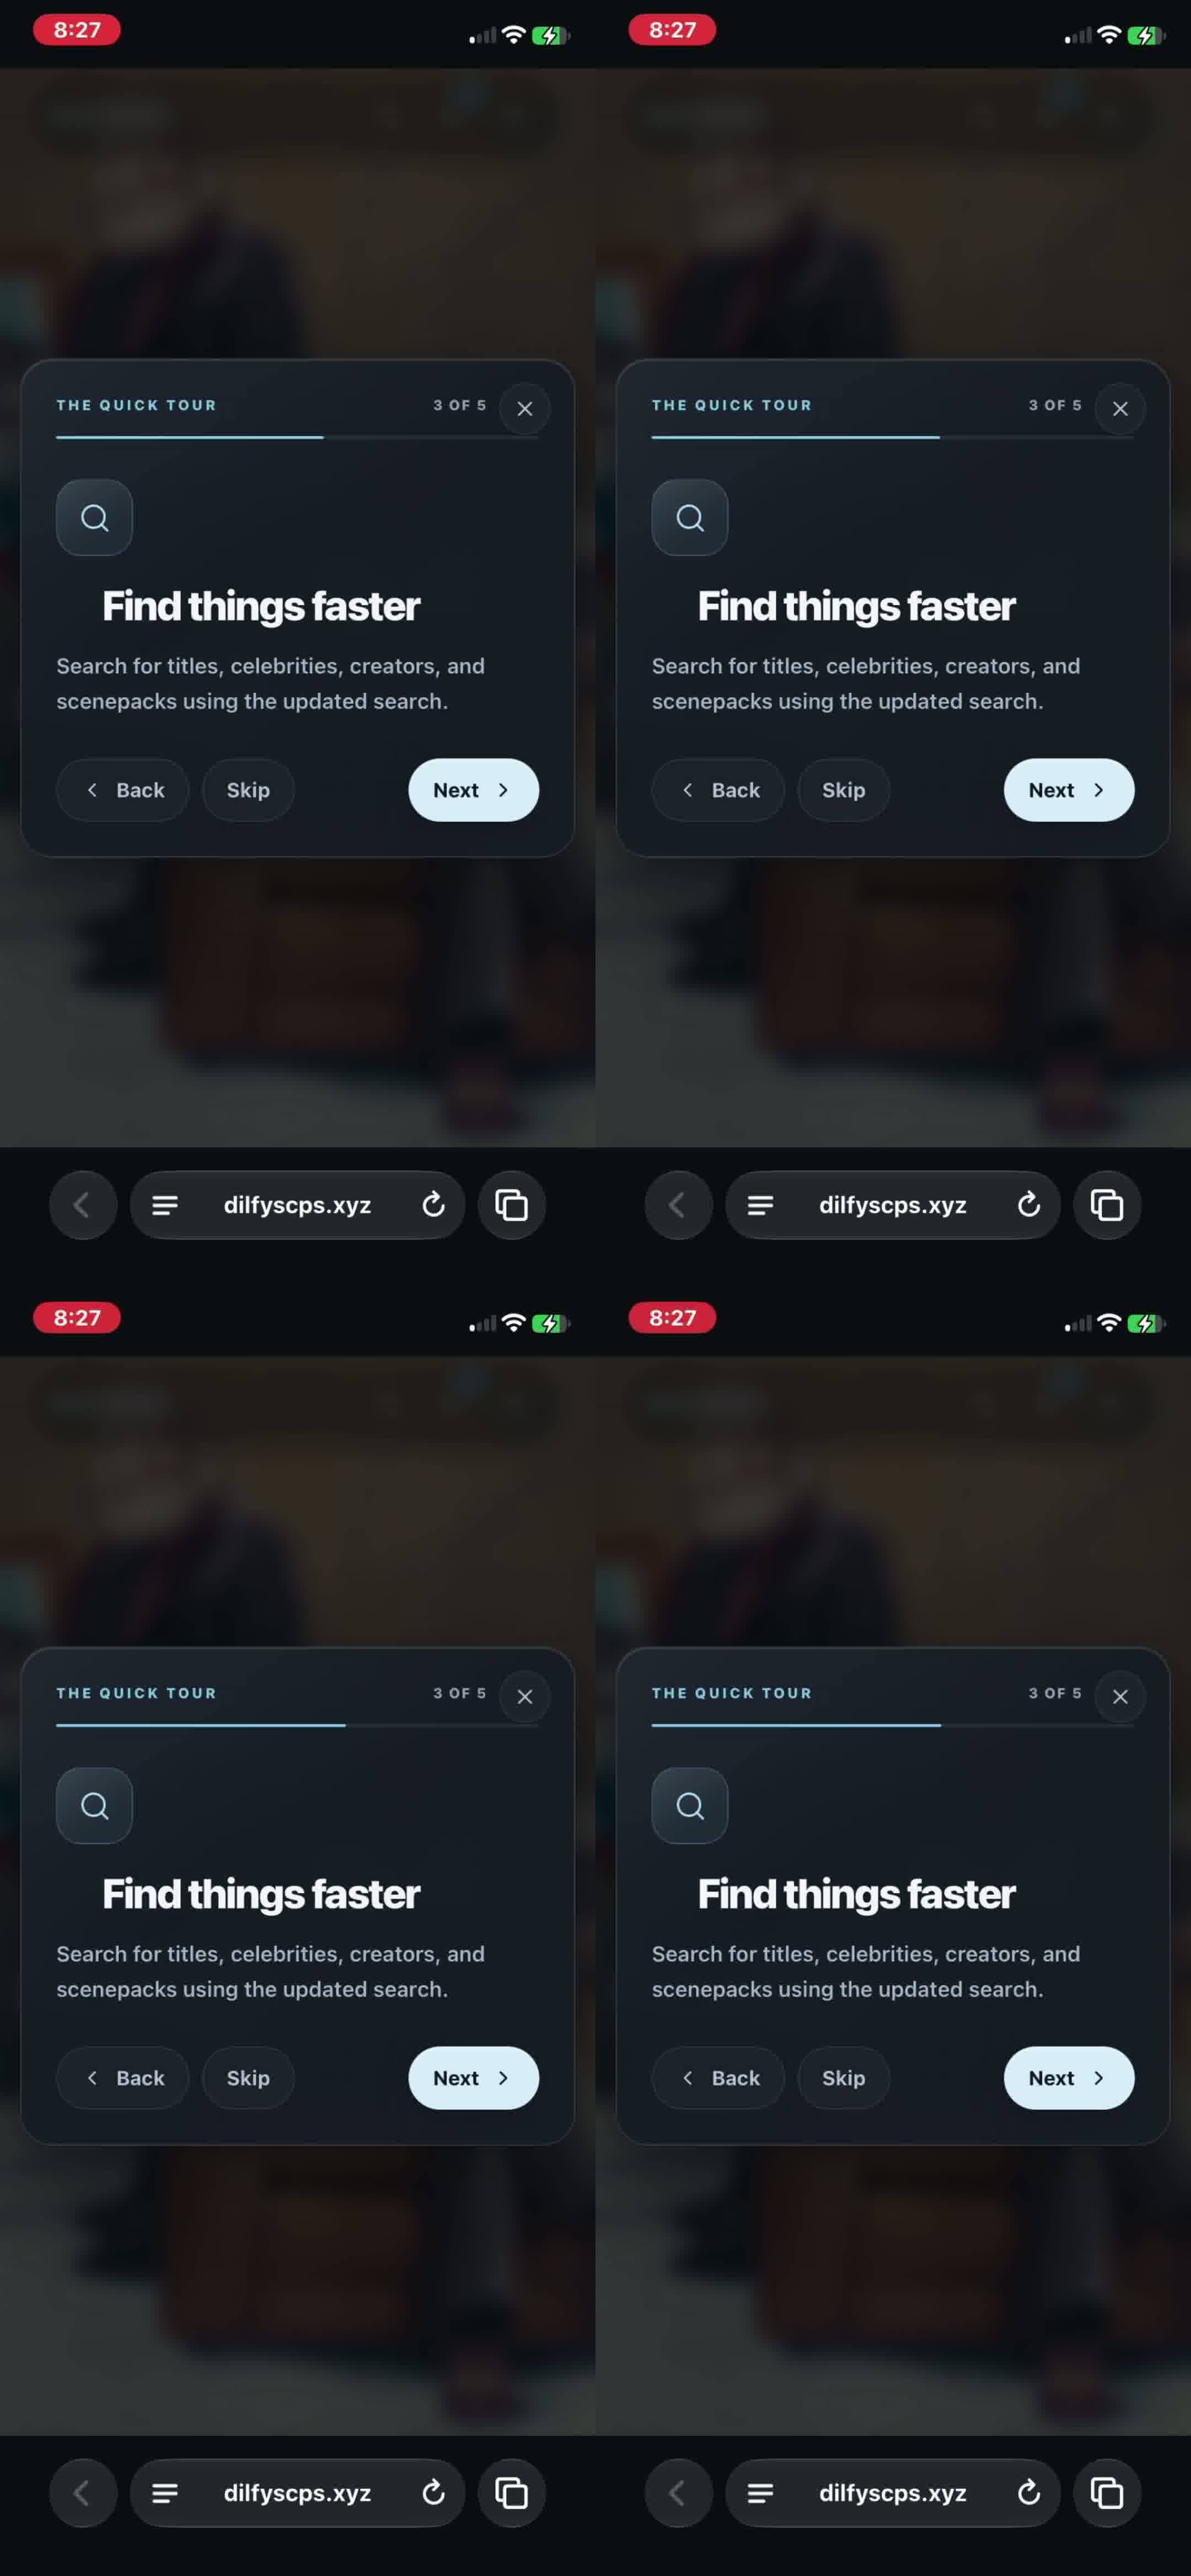 8:27
THE QUICK TOUR
3 OF 5
Find things faster
Search for titles, celebrities, creators, and
scenepacks using the updated search.
Back
Skip
Next
dilfyscps.xyz
8:27
THE QUICK TOUR
3 OF 5
Find things faster
Search for titles, celebrities, creators, and
scenepacks using the updated search.
Back
Skip
Next
dilfyscps.xyz
8:27
THE QUICK TOUR
3 OF 5
Find things faster
Search for titles, celebrities, creators, and
scenepacks using the updated search.
Back
Skip
Next
dilfyscps.xyz
8:27
THE QUICK TOUR
3 OF 5
Find things faster
Search for titles, celebrities, creators, and
scenepacks using the updated search.
Back
Skip
Next
dilfyscps.xyz